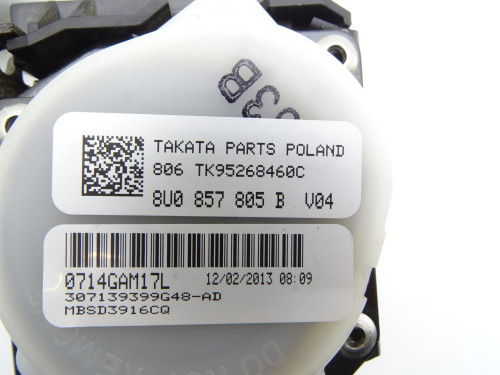 TAKATA PARTS POLAND
806 TK95268460C
8U0 857 805 B V04
0714GAM17L 12/02/2013 08:09
307139399G48-AD
MBSD3916CQ